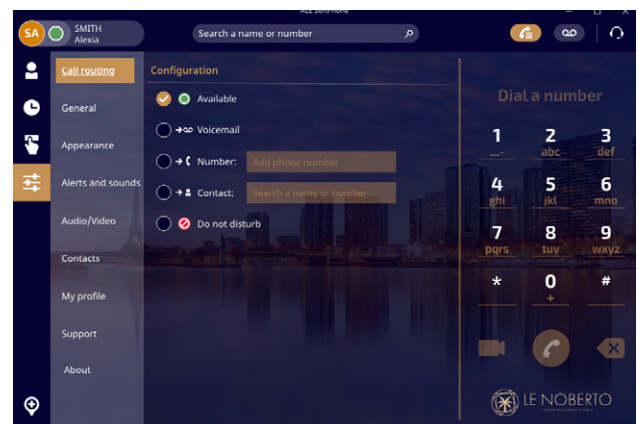 ALE Softphone
SA
SMITH
Alexia
Search a name or number
Call routing
General
Appearance
Alerts and sounds
Audio/Video
Contacts
My profile
Support
About
Configuration
Available
Voicemail
Number: Add phone number
Contact: Search a name or number
Do not disturb
Dial a number
1 2 3
abc def
4 5 6
ghi jkl mno
7 8 9
pqrs tuv wxyz
* 0 #
+
LE NOBERTO